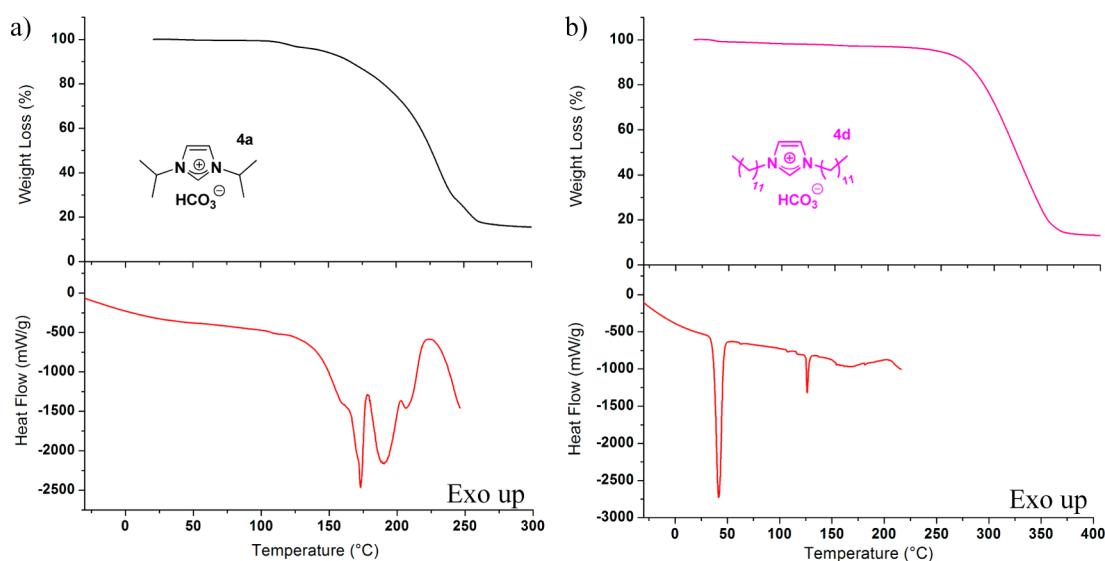 a)
100
80
60
40
20
0
Weight Loss (%)
4a
N
N
⊕
HCO3⊖
0
-500
-1000
-1500
-2000
-2500
Heat Flow (mW/g)
Exo up
0
50
100
150
200
250
300
Temperature (°C)
b)
100
80
60
40
20
0
Weight Loss (%)
4d
N
N
⊕
11
11
HCO3⊖
0
-500
-1000
-1500
-2000
-2500
-3000
Heat Flow (mW/g)
Exo up
0
50
100
150
200
250
300
350
400
Temperature (°C)